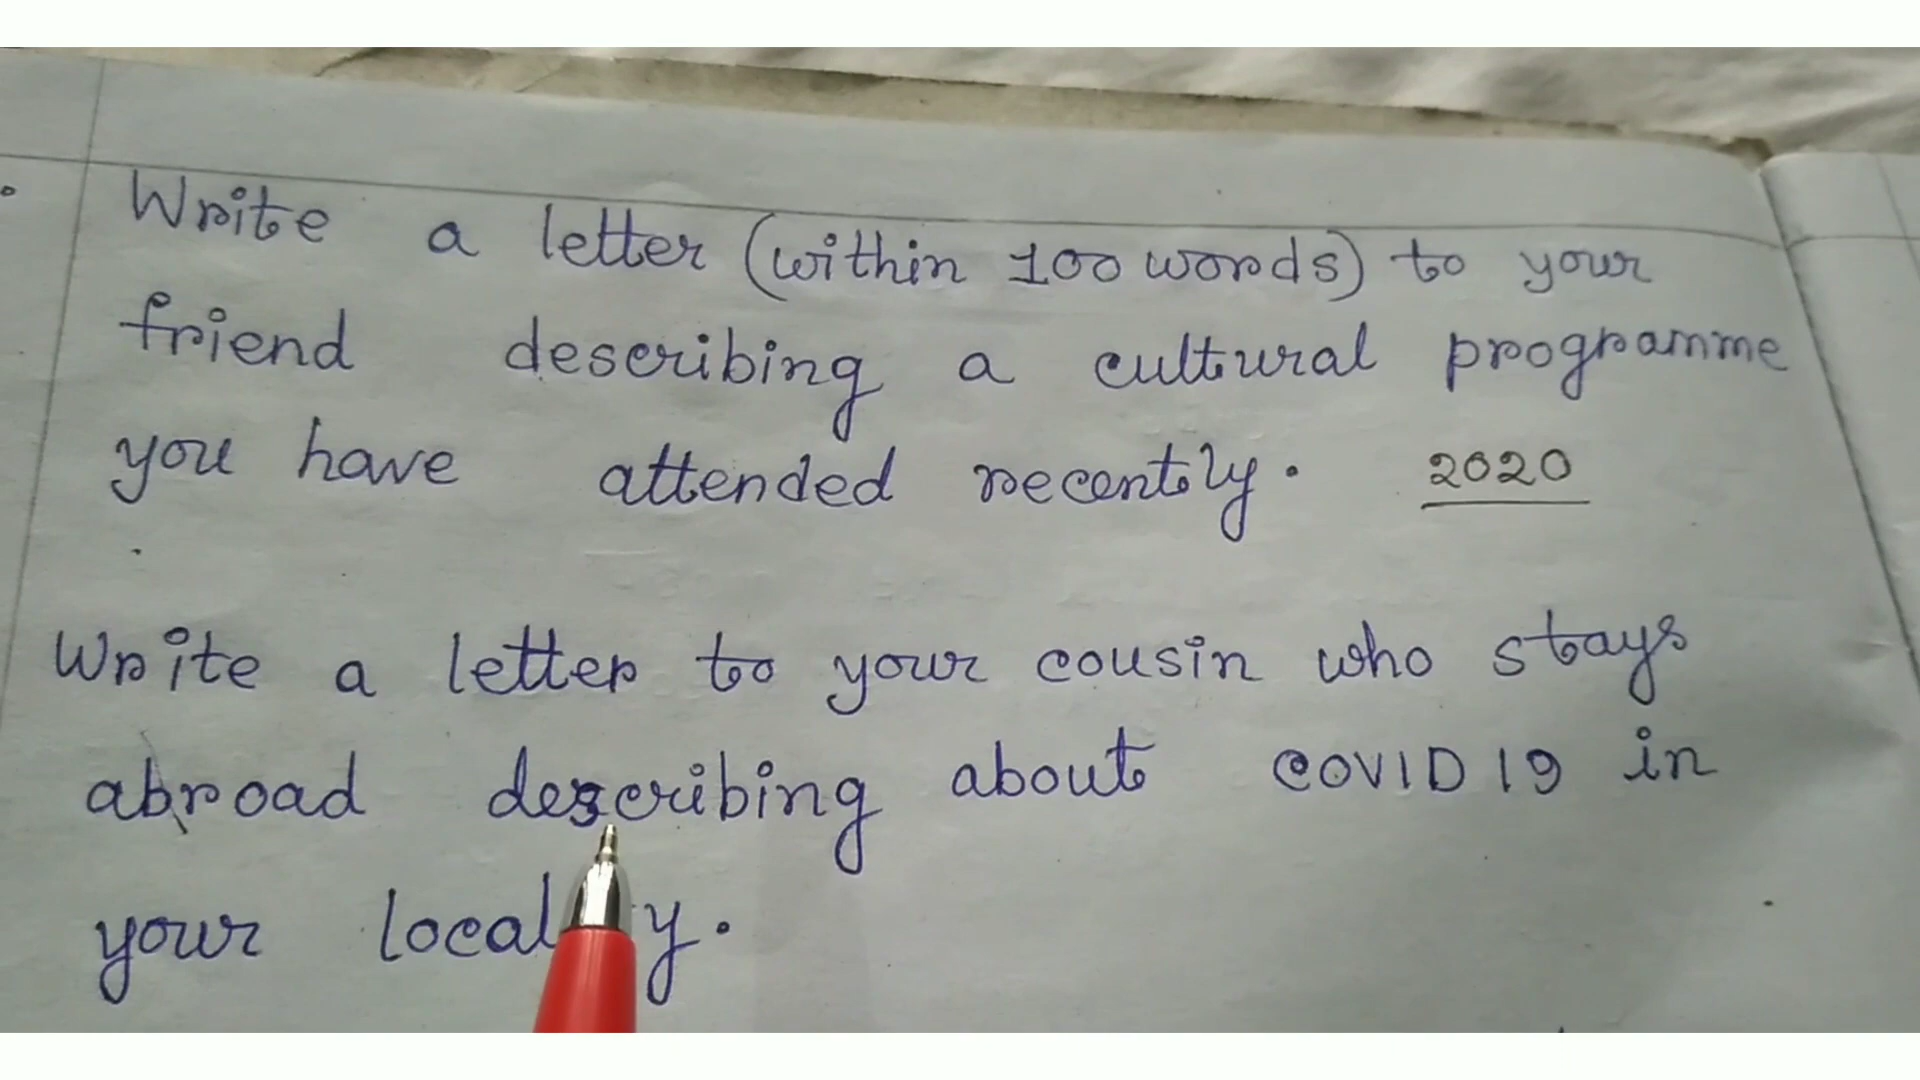 Write a letter (within 100 words) to your
friend describing a cultural programme
you have attended recently. 2020
Write a letter to your cousin who stays
abroad describing about COVID 19 in
your